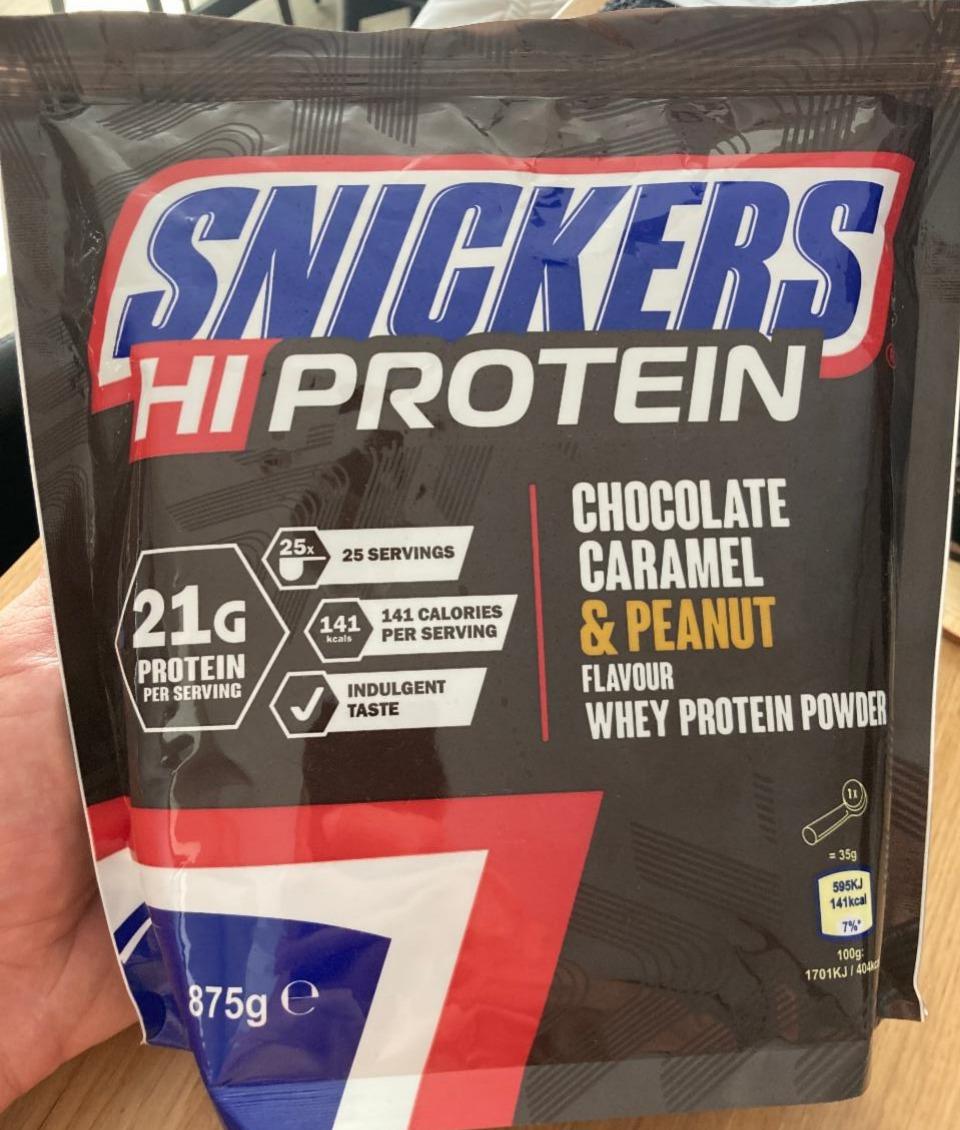 SNICKERS
HI PROTEIN
CHOCOLATE
CARAMEL
& PEANUT
FLAVOUR
WHEY PROTEIN POWDER
21G
PROTEIN
PER SERVING
25x
25 SERVINGS
141
kcals
141 CALORIES
PER SERVING
INDULGENT
TASTE
1x
= 35g
595KJ
141kcal
7%*
100g:
1701KJ / 404kc
875g ℮